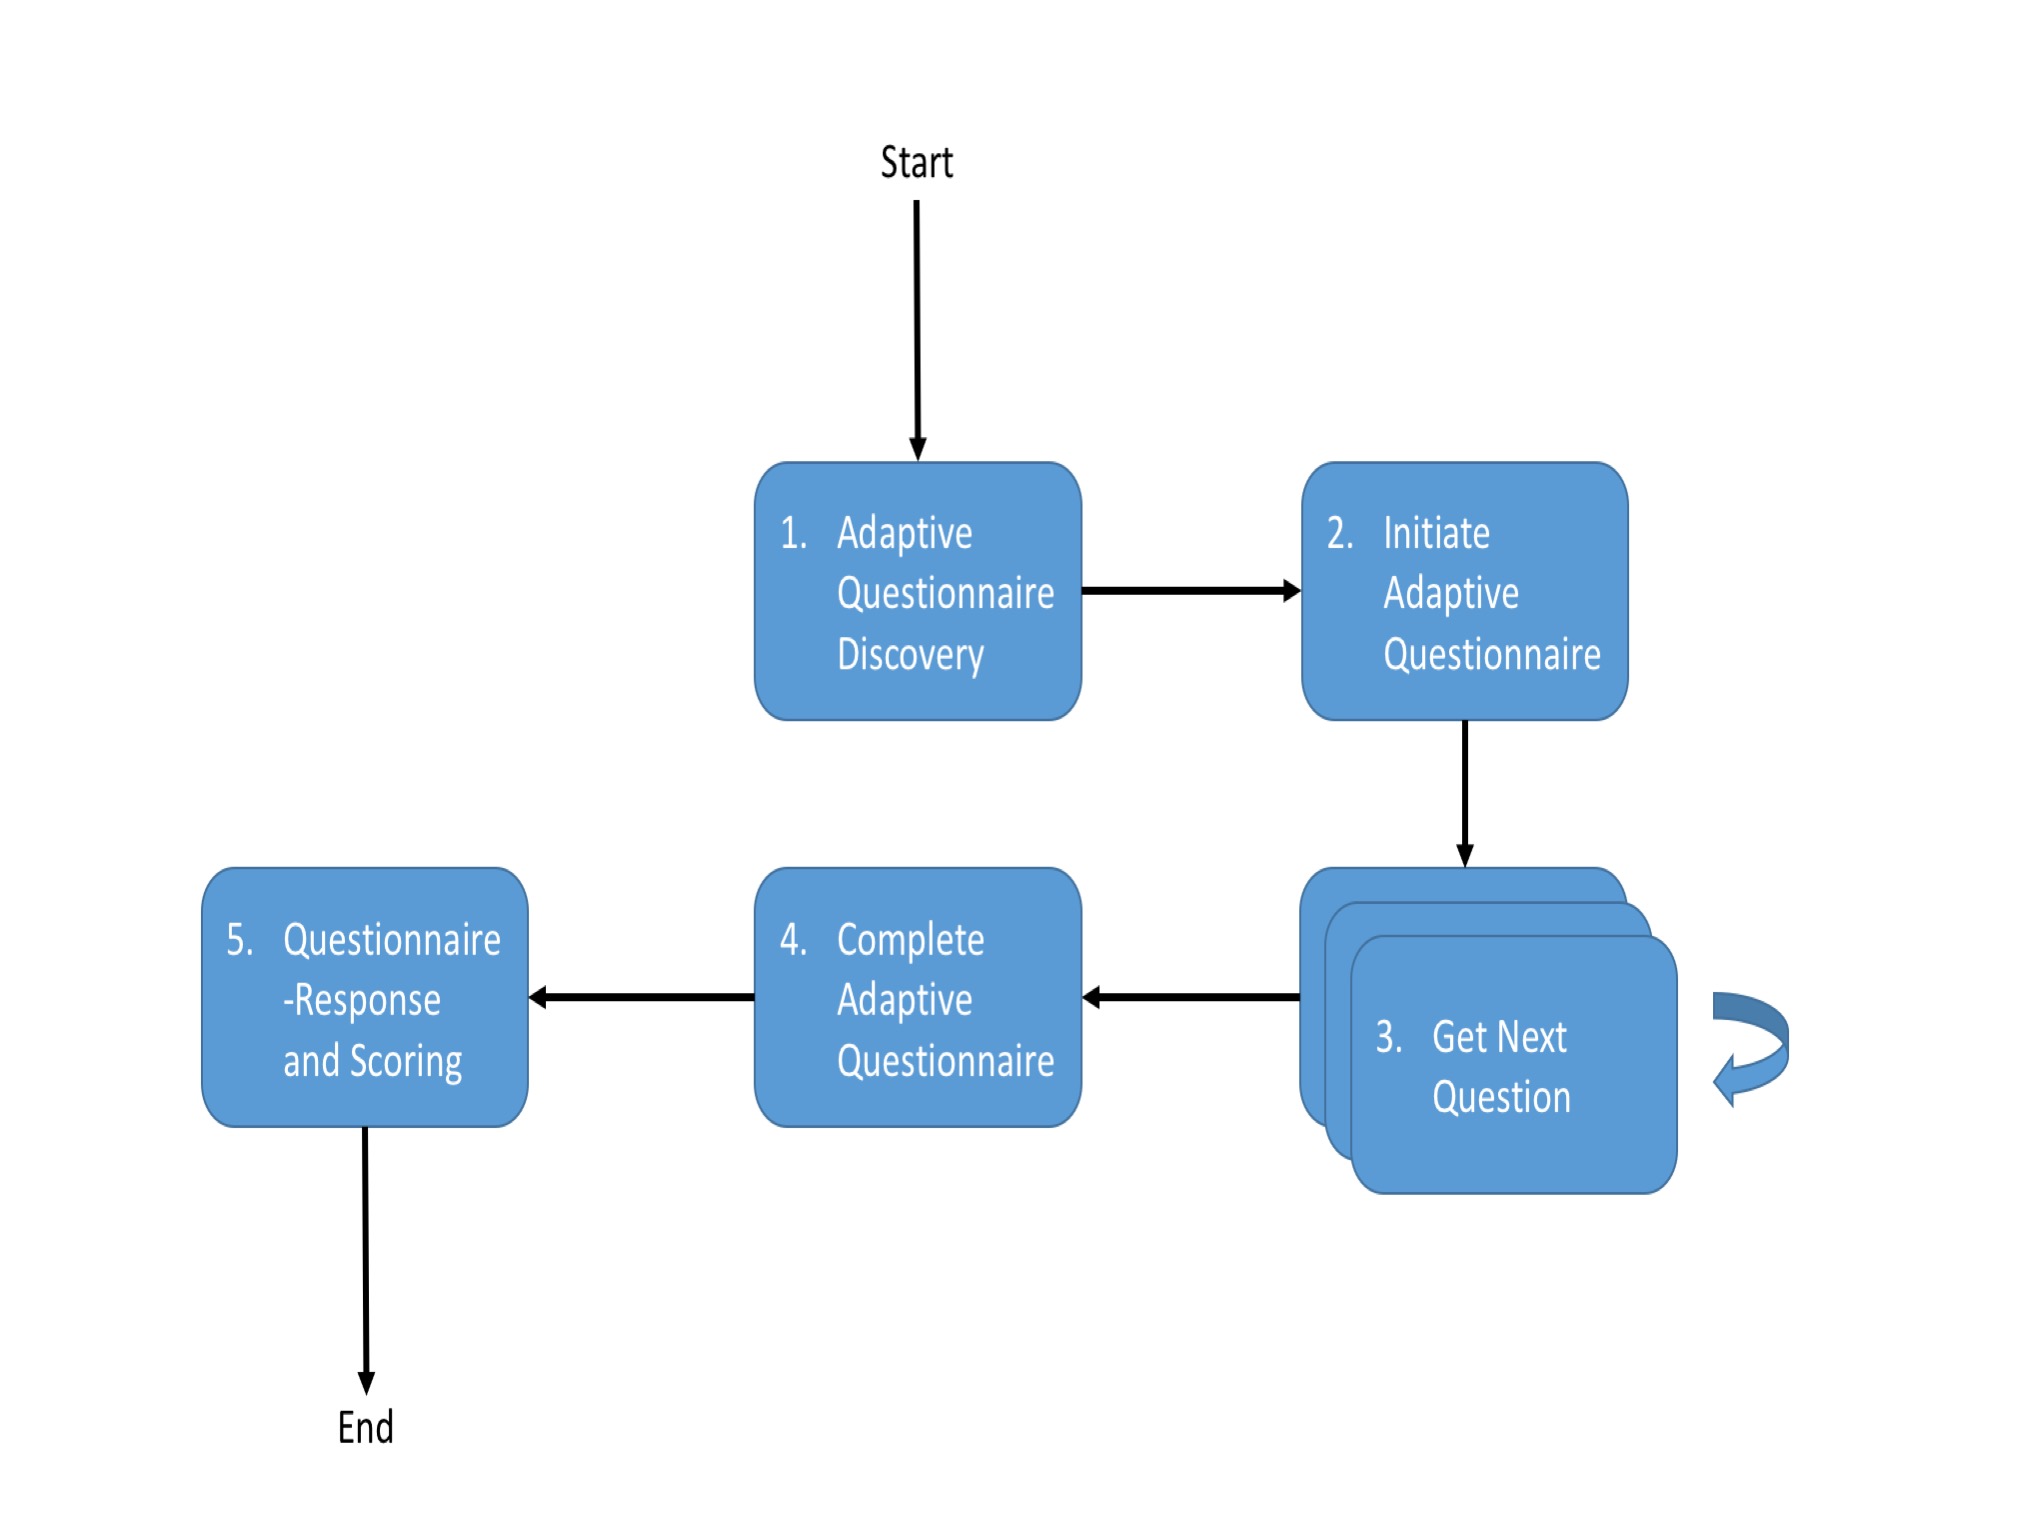 Start
1. Adaptive
Questionnaire
Discovery
2. Initiate
Adaptive
Questionnaire
3. Get Next
Question
4. Complete
Adaptive
Questionnaire
5. Questionnaire
-Response
and Scoring
End